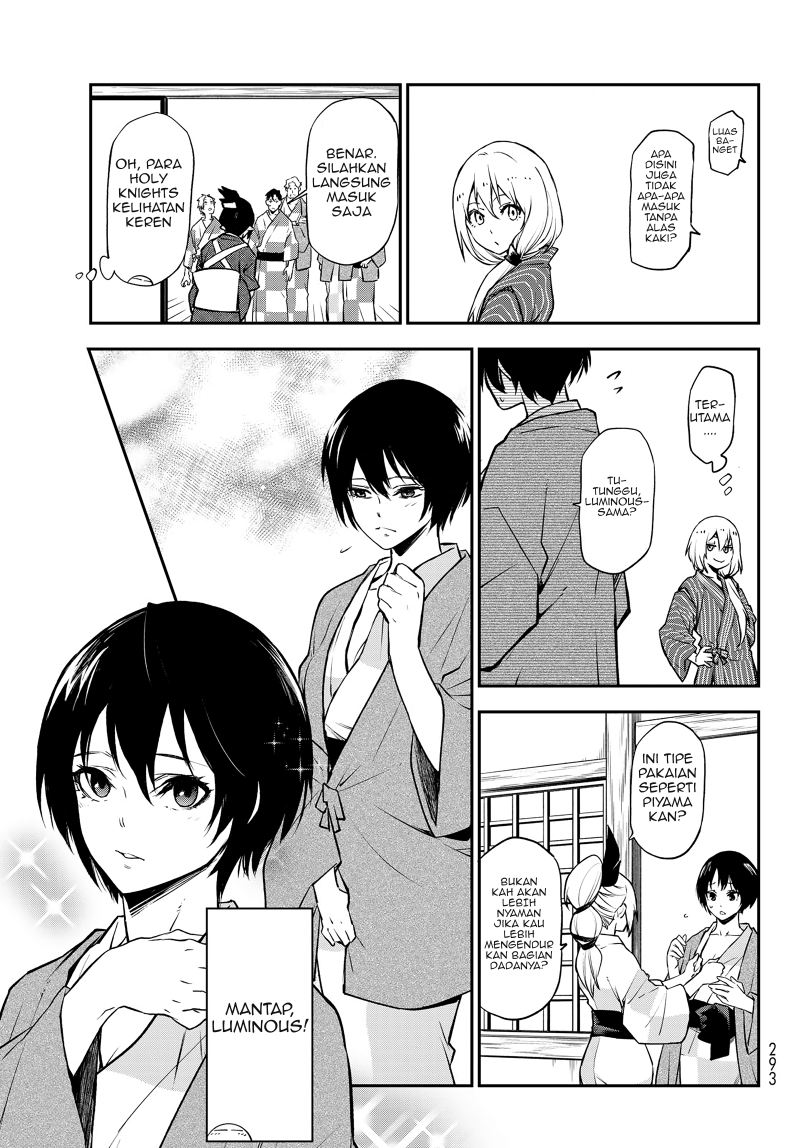 LUAS
BA-
NGET
APA
DISINI
JUGA
TIDAK
APA-APA
MASUK
TANPA
ALAS
KAKI?
BENAR.
SILAHKAN
LANGSUNG
MASUK
SAJA
OH, PARA
HOLY
KNIGHTS
KELIHATAN
KEREN
TER-
UTAMA
....
TU-
TUNGGU,
LUMINOUS-
SAMA?
INI TIPE
PAKAIAN
SEPERTI
PIYAMA
KAN?
BUKAN
KAH AKAN
LEBIH
NYAMAN
JIKA KAU
LEBIH
MENGENDUR
KAN BAGIAN
DADANYA?
MANTAP,
LUMINOUS!
293